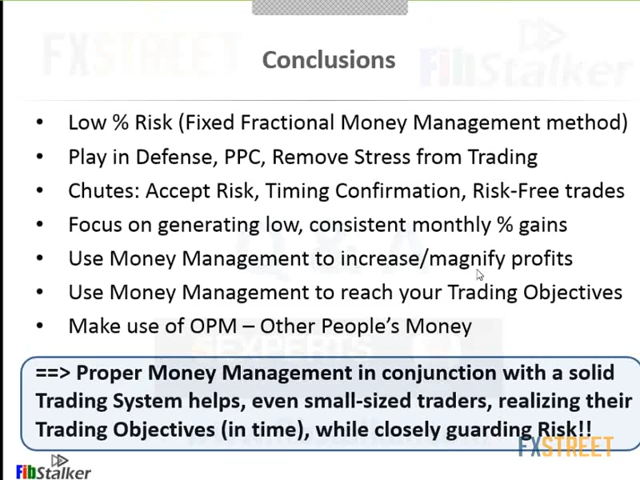 FXSTREET
FibStalker
Conclusions
• Low % Risk (Fixed Fractional Money Management method)
• Play in Defense, PPC, Remove Stress from Trading
• Chutes: Accept Risk, Timing Confirmation, Risk-Free trades
• Focus on generating low, consistent monthly % gains
• Use Money Management to increase/magnify profits
• Use Money Management to reach your Trading Objectives
• Make use of OPM – Other People's Money
==> Proper Money Management in conjunction with a solid
Trading System helps, even small-sized traders, realizing their
Trading Objectives (in time), while closely guarding Risk!!
FXSTREET
FibStalker